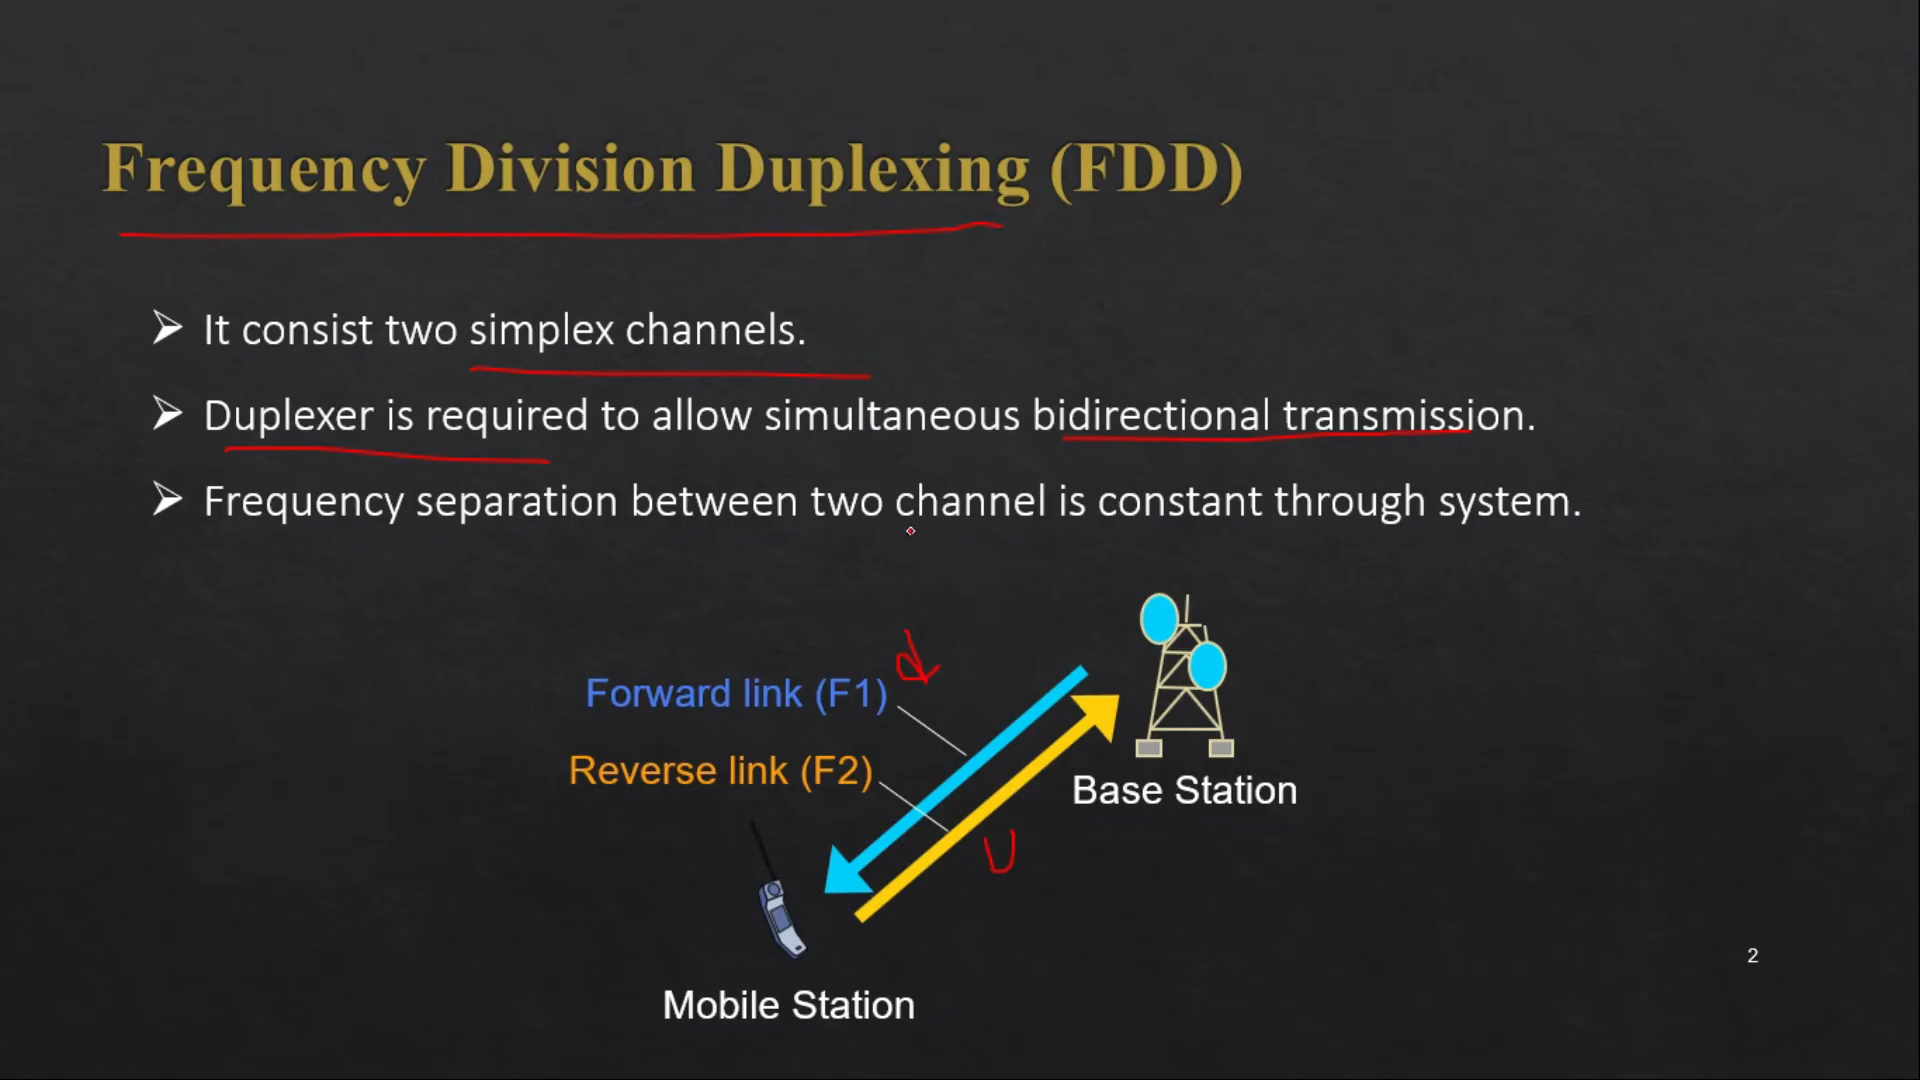 Frequency Division Duplexing (FDD)
It consist two simplex channels.
Duplexer is required to allow simultaneous bidirectional transmission.
Frequency separation between two channel is constant through system.
d
Forward link (F1)
Reverse link (F2)
Base Station
U
Mobile Station
2